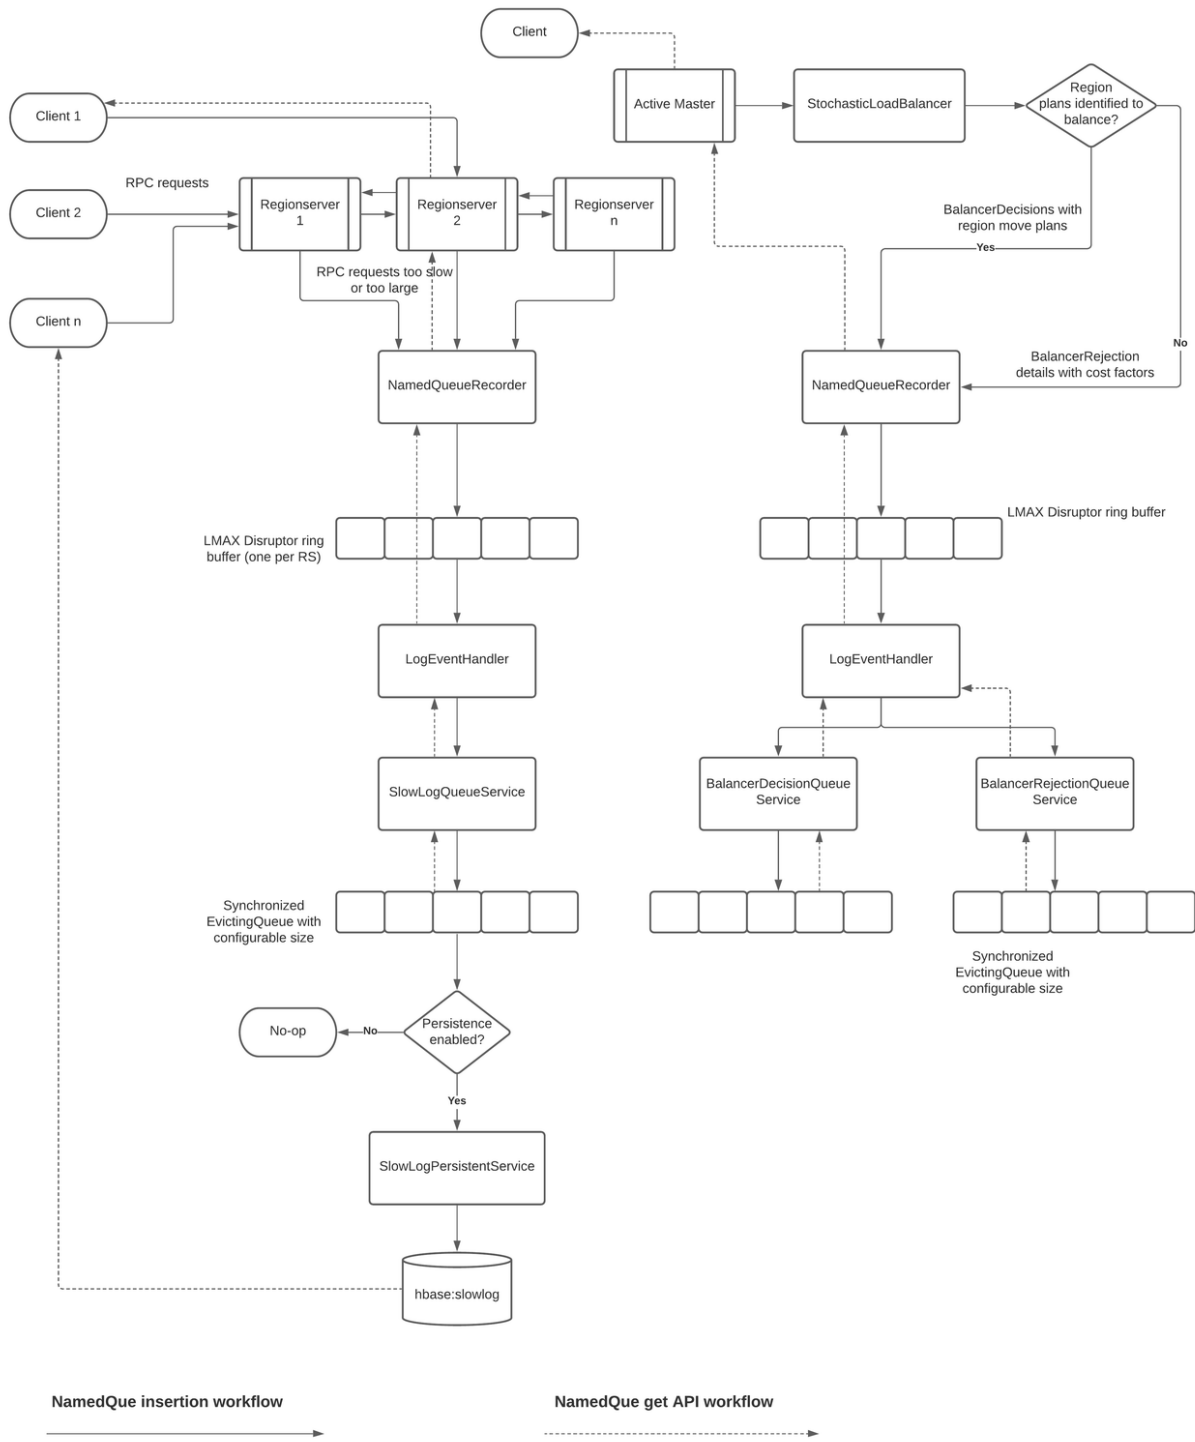 Client
Active Master
StochasticLoadBalancer
Region
plans identified to
balance?
Client 1
RPC requests
Client 2
Regionserver
1
Regionserver
2
Regionserver
n
BalancerDecisions with
region move plans
Yes
RPC requests too slow
or too large
Client n
No
NamedQueueRecorder
NamedQueueRecorder
BalancerRejection
details with cost factors
LMAX Disruptor ring
buffer (one per RS)
LMAX Disruptor ring buffer
LogEventHandler
LogEventHandler
SlowLogQueueService
BalancerDecisionQueue
Service
BalancerRejectionQueue
Service
Synchronized
EvictingQueue with
configurable size
Synchronized
EvictingQueue with
configurable size
No-op
No
Persistence
enabled?
Yes
SlowLogPersistentService
hbase:slowlog
NamedQue insertion workflow
NamedQue get API workflow